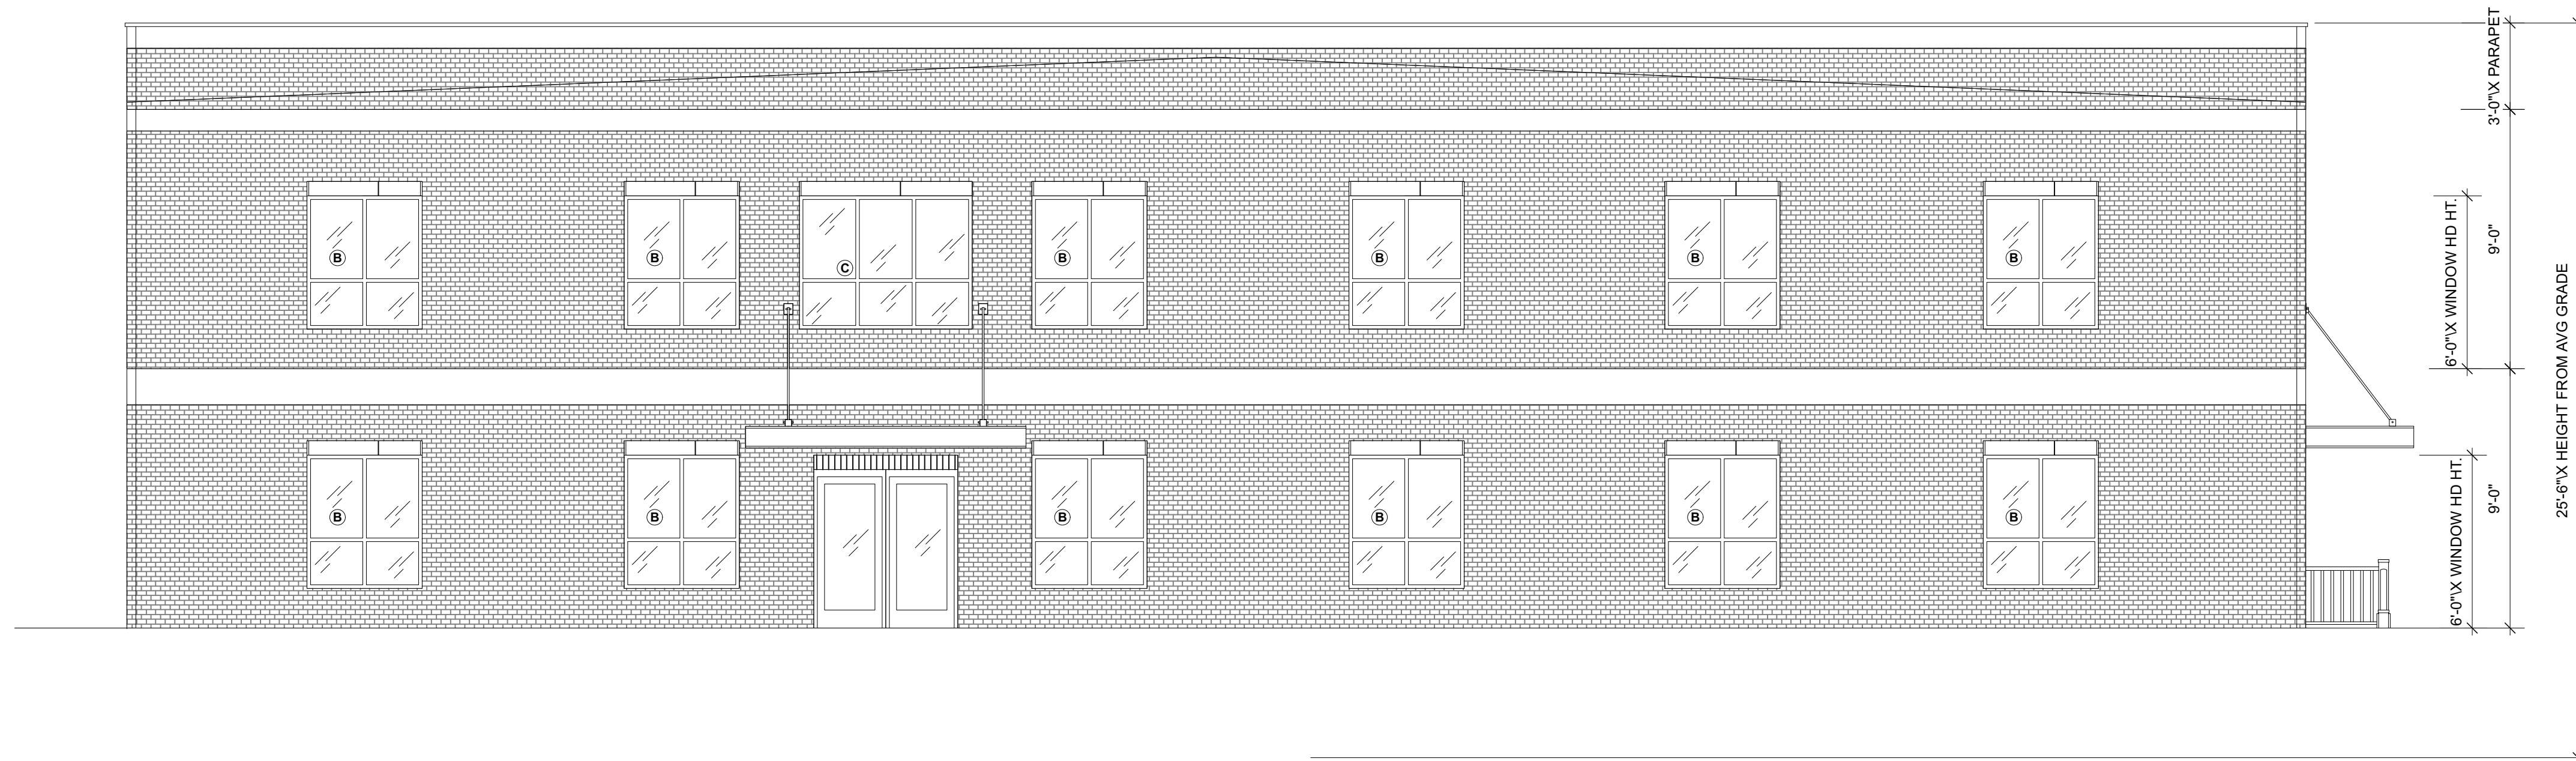 3'-0"\X PARAPET
B
B
C
B
B
B
B
6'-0"\X WINDOW HD HT.
9'-0"
25'-6"\X HEIGHT FROM AVG GRADE
B
B
B
B
B
B
6'-0"\X WINDOW HD HT.
9'-0"